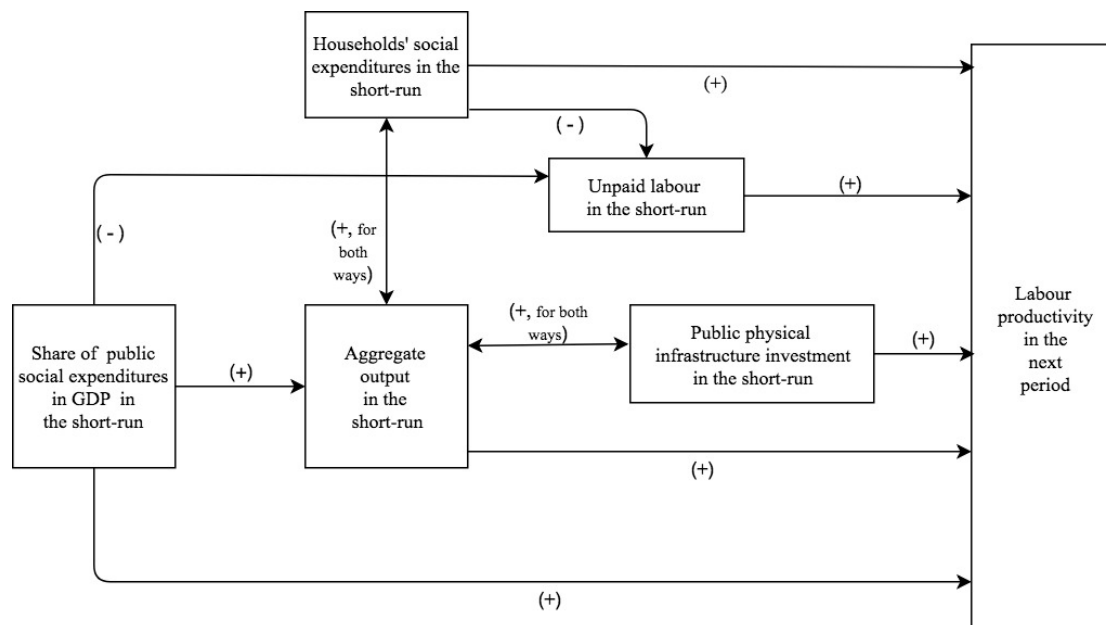 Households' social
expenditures in the
short-run
(+)
(-)
Unpaid labour
in the short-run
(+)
(-)
(+, for
both
ways)
(+, for both
ways)
Share of public
social expenditures
in GDP in
the short-run
(+)
Aggregate
output
in the
short-run
Public physical
infrastructure investment
in the short-run
(+)
Labour
productivity
in the
next
period
(+)
(+)